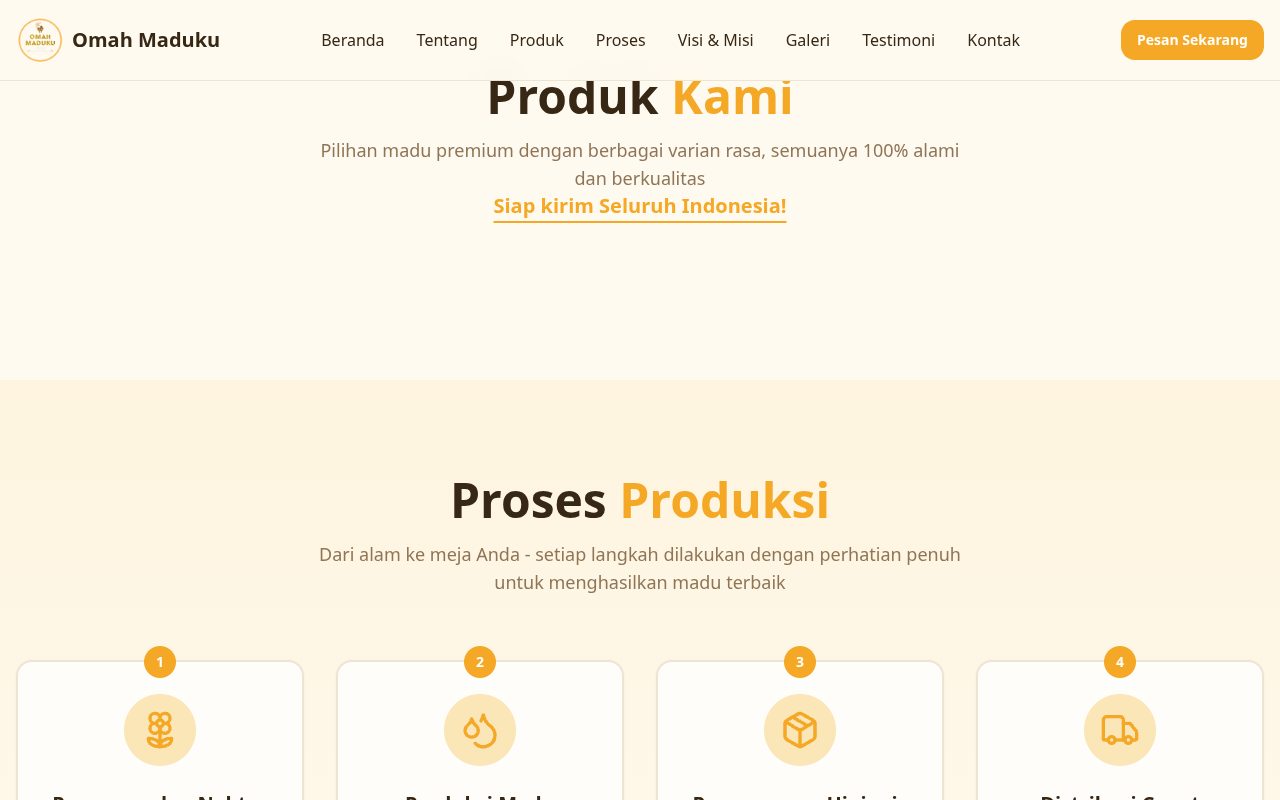 OMAH
MADUKU
Omah Maduku
Beranda
Tentang
Produk
Proses
Visi & Misi
Galeri
Testimoni
Kontak
Pesan Sekarang
Produk Kami
Pilihan madu premium dengan berbagai varian rasa, semuanya 100% alami
dan berkualitas
Siap kirim Seluruh Indonesia!
Proses Produksi
Dari alam ke meja Anda - setiap langkah dilakukan dengan perhatian penuh
untuk menghasilkan madu terbaik
1
2
3
4